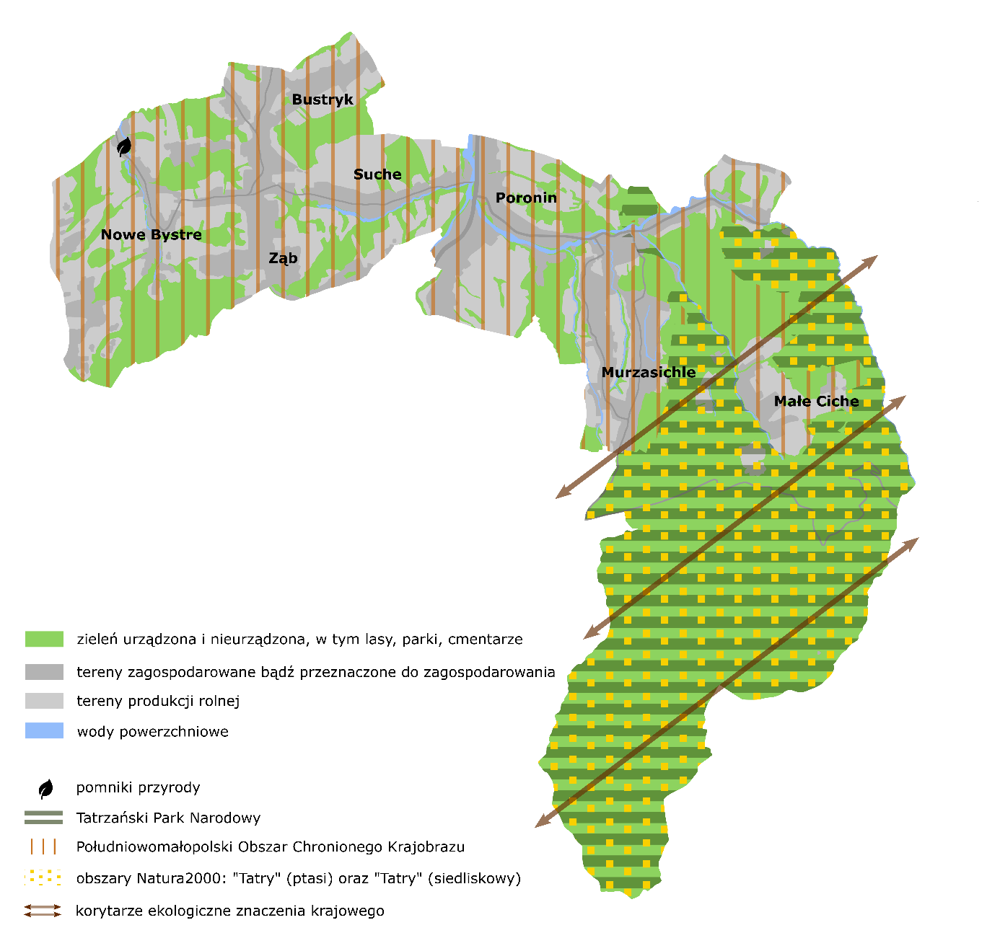 Bustryk
Suche
Poronin
Nowe Bystre
Ząb
Murzasichle
Małe Ciche
zieleń urządzona i nieurządzona, w tym lasy, parki, cmentarze
tereny zagospodarowane bądź przeznaczone do zagospodarowania
tereny produkcji rolnej
wody powerzchniowe
pomniki przyrody
Tatrzański Park Narodowy
Południowomałopolski Obszar Chronionego Krajobrazu
obszary Natura2000: "Tatry" (ptasi) oraz "Tatry" (siedliskowy)
korytarze ekologiczne znaczenia krajowego